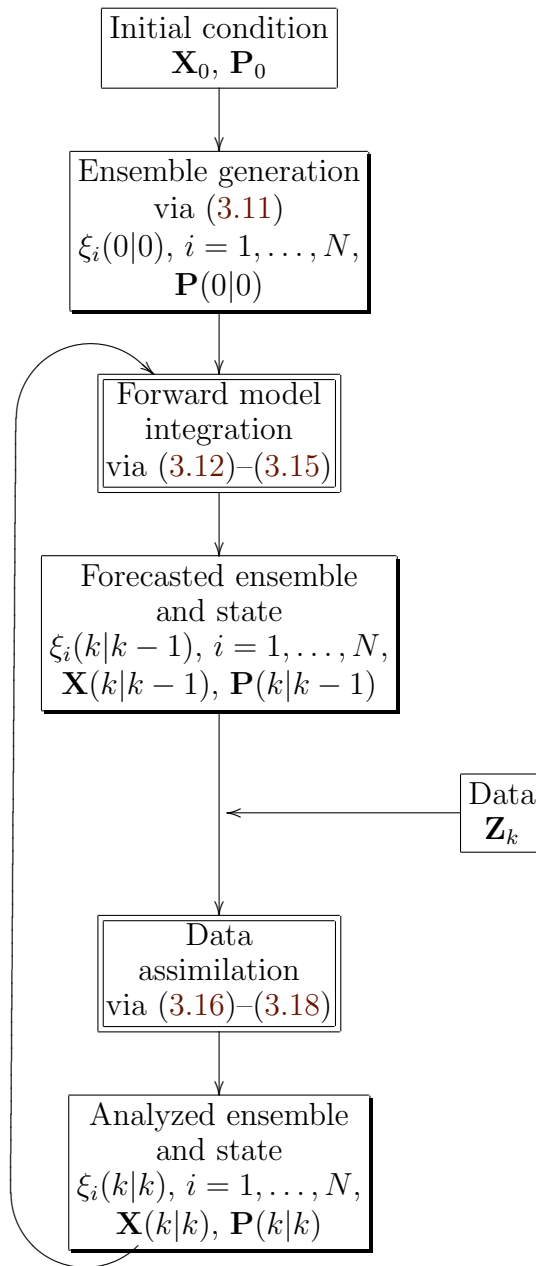 Initial condition
X₀, P₀
Ensemble generation
via (3.11)
ξᵢ(0|0), i = 1, . . . , N,
P(0|0)
Forward model
integration
via (3.12)–(3.15)
Forecasted ensemble
and state
ξᵢ(k|k − 1), i = 1, . . . , N,
X(k|k − 1), P(k|k − 1)
Data
Zₖ
Data
assimilation
via (3.16)–(3.18)
Analyzed ensemble
and state
ξᵢ(k|k), i = 1, . . . , N,
X(k|k), P(k|k)